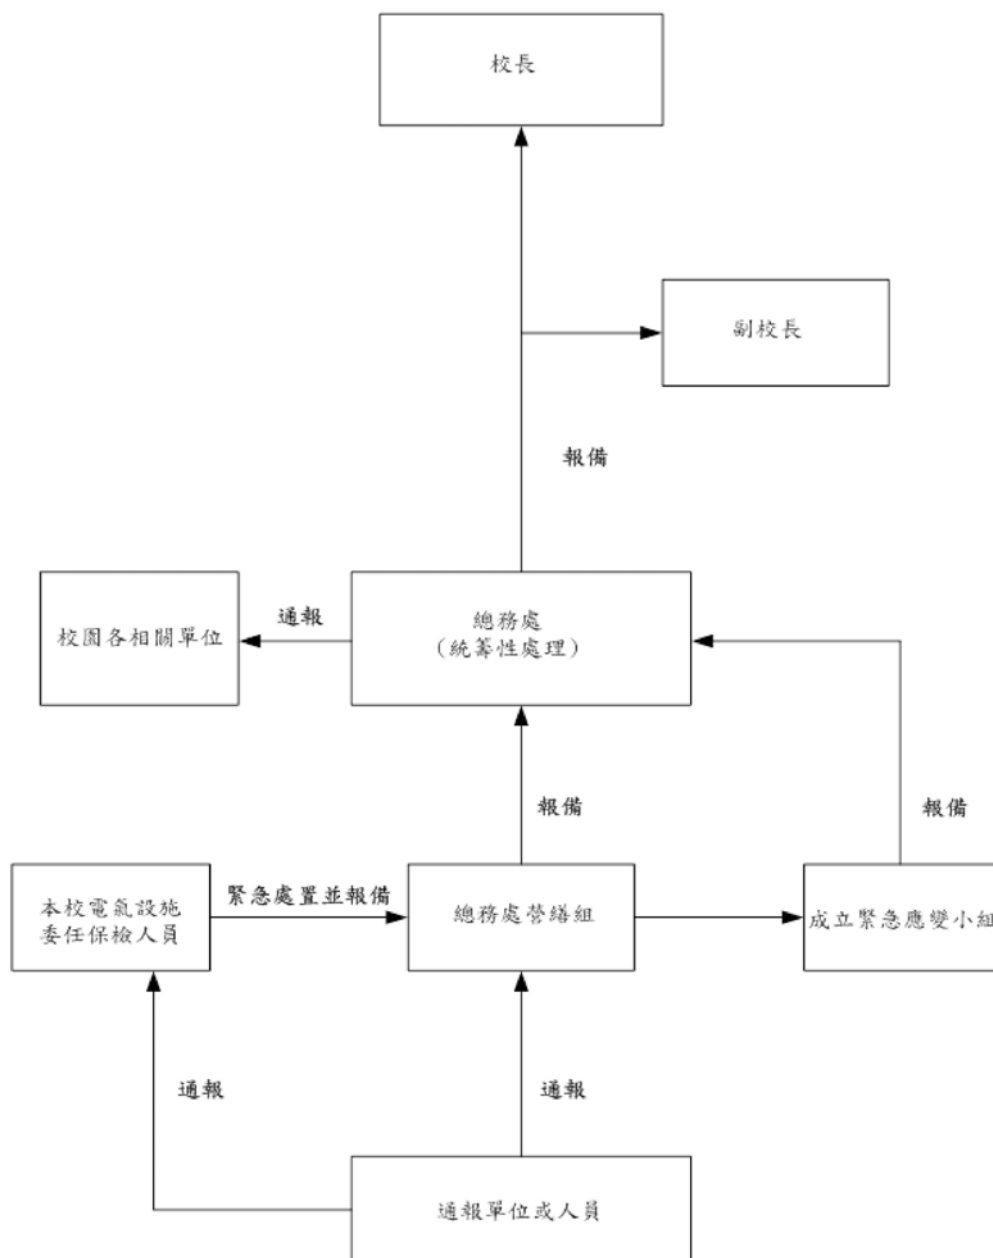 校長
副校長
報備
校園各相關單位
通報
總務處
（統籌性處理）
報備
報備
本校電氣設施
委任保檢人員
緊急處置並報備
總務處營繕組
成立緊急應變小組
通報
通報
通報單位或人員